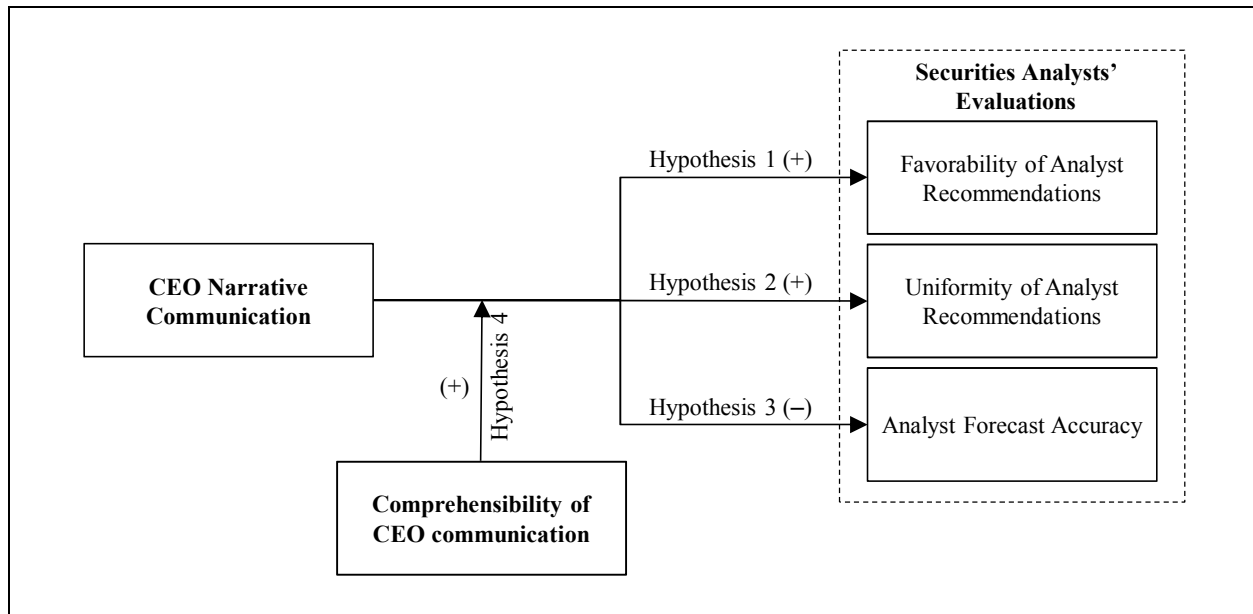 Securities Analysts’
Evaluations
Hypothesis 1 (+)
Favorability of Analyst
Recommendations
CEO Narrative
Communication
Hypothesis 2 (+)
Uniformity of Analyst
Recommendations
(+)
Hypothesis 4
Hypothesis 3 (−)
Analyst Forecast Accuracy
Comprehensibility of
CEO communication